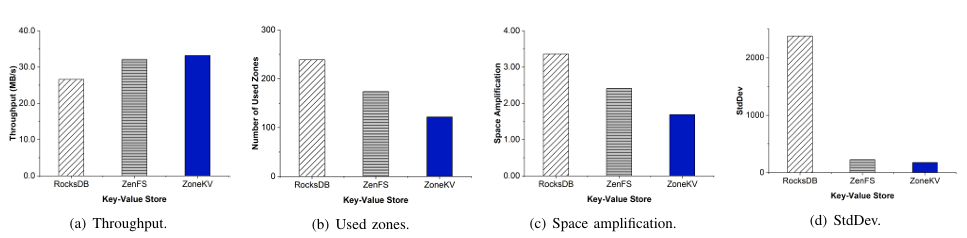 40.0
30.0
20.0
10.0
0.0
Throughput (MB/s)
RocksDB ZenFS ZoneKV
Key-Value Store
(a) Throughput.
300
200
100
0
Number of Used Zones
RocksDB ZenFS ZoneKV
Key-Value Store
(b) Used zones.
4.00
3.00
2.00
1.00
0.00
Space Amplification
RocksDB ZenFS ZoneKV
Key-Value Store
(c) Space amplification.
2000
1000
0
StdDev
RocksDB ZenFS ZoneKV
Key-Value Store
(d) StdDev.